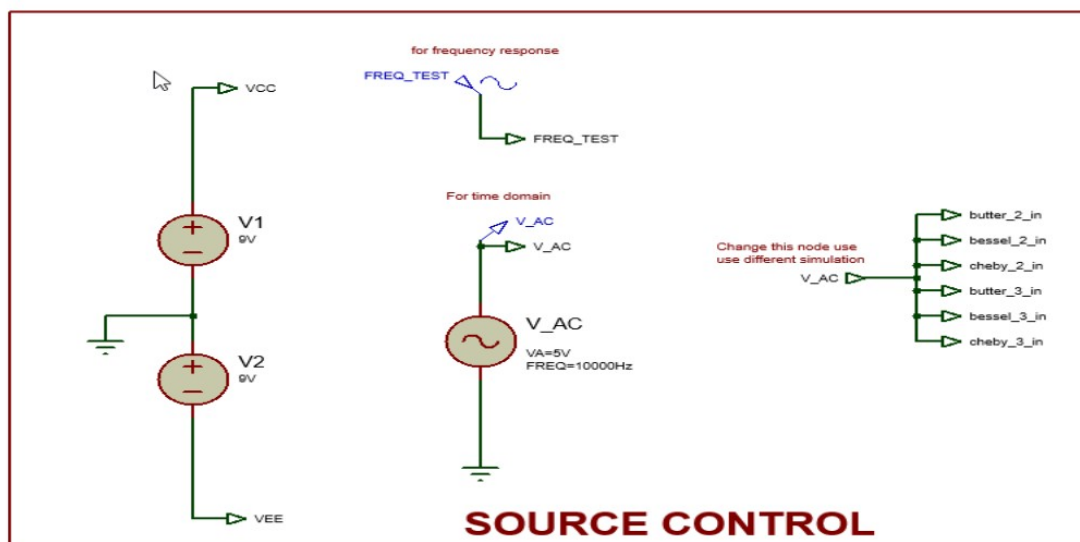 for frequency response
FREQ_TEST
VCC
FREQ_TEST
For time domain
V_AC
V_AC
V1
9V
Change this node use
use different simulation
V_AC
butter_2_in
bessel_2_in
cheby_2_in
butter_3_in
bessel_3_in
cheby_3_in
V_AC
VA=5V
FREQ=10000Hz
V2
9V
VEE
SOURCE CONTROL